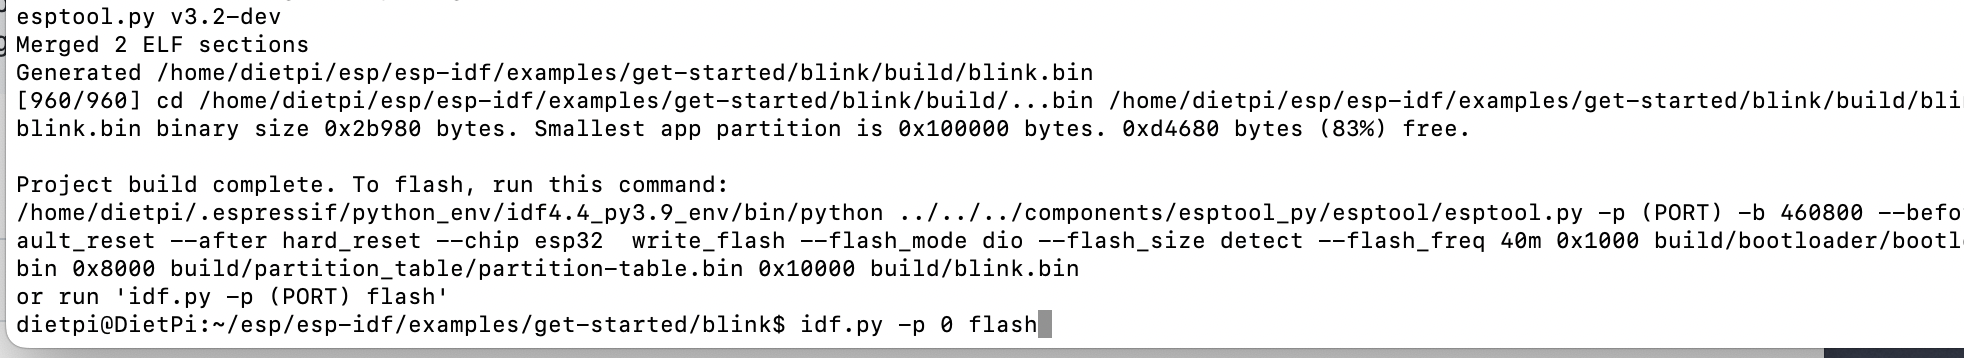 esptool.py v3.2-dev
Merged 2 ELF sections
Generated /home/dietpi/esp/esp-idf/examples/get-started/blink/build/blink.bin
[960/960] cd /home/dietpi/esp/esp-idf/examples/get-started/blink/build/...bin /home/dietpi/esp/esp-idf/examples/get-started/blink/build/bli
blink.bin binary size 0x2b980 bytes. Smallest app partition is 0x100000 bytes. 0xd4680 bytes (83%) free.
Project build complete. To flash, run this command:
/home/dietpi/.espressif/python_env/idf4.4_py3.9_env/bin/python ../../../components/esptool_py/esptool/esptool.py -p (PORT) -b 460800 --befo
ault_reset --after hard_reset --chip esp32  write_flash --flash_mode dio --flash_size detect --flash_freq 40m 0x1000 build/bootloader/bootl
bin 0x8000 build/partition_table/partition-table.bin 0x10000 build/blink.bin
or run 'idf.py -p (PORT) flash'
dietpi@DietPi:~/esp/esp-idf/examples/get-started/blink$ idf.py -p 0 flash